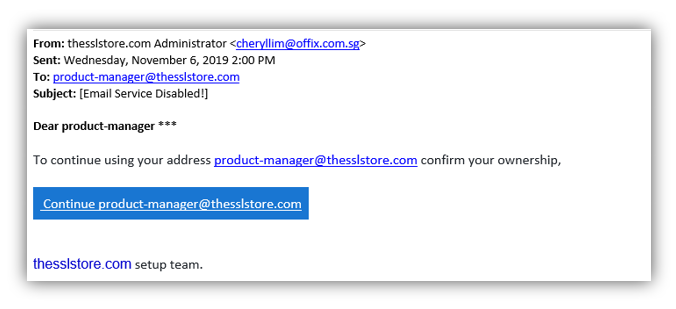 From: thesslstore.com Administrator <cheryllim@offix.com.sg>
Sent: Wednesday, November 6, 2019 2:00 PM
To: product-manager@thesslstore.com
Subject: [Email Service Disabled!]
Dear product-manager ***
To continue using your address product-manager@thesslstore.com confirm your ownership,
Continue product-manager@thesslstore.com
thesslstore.com setup team.